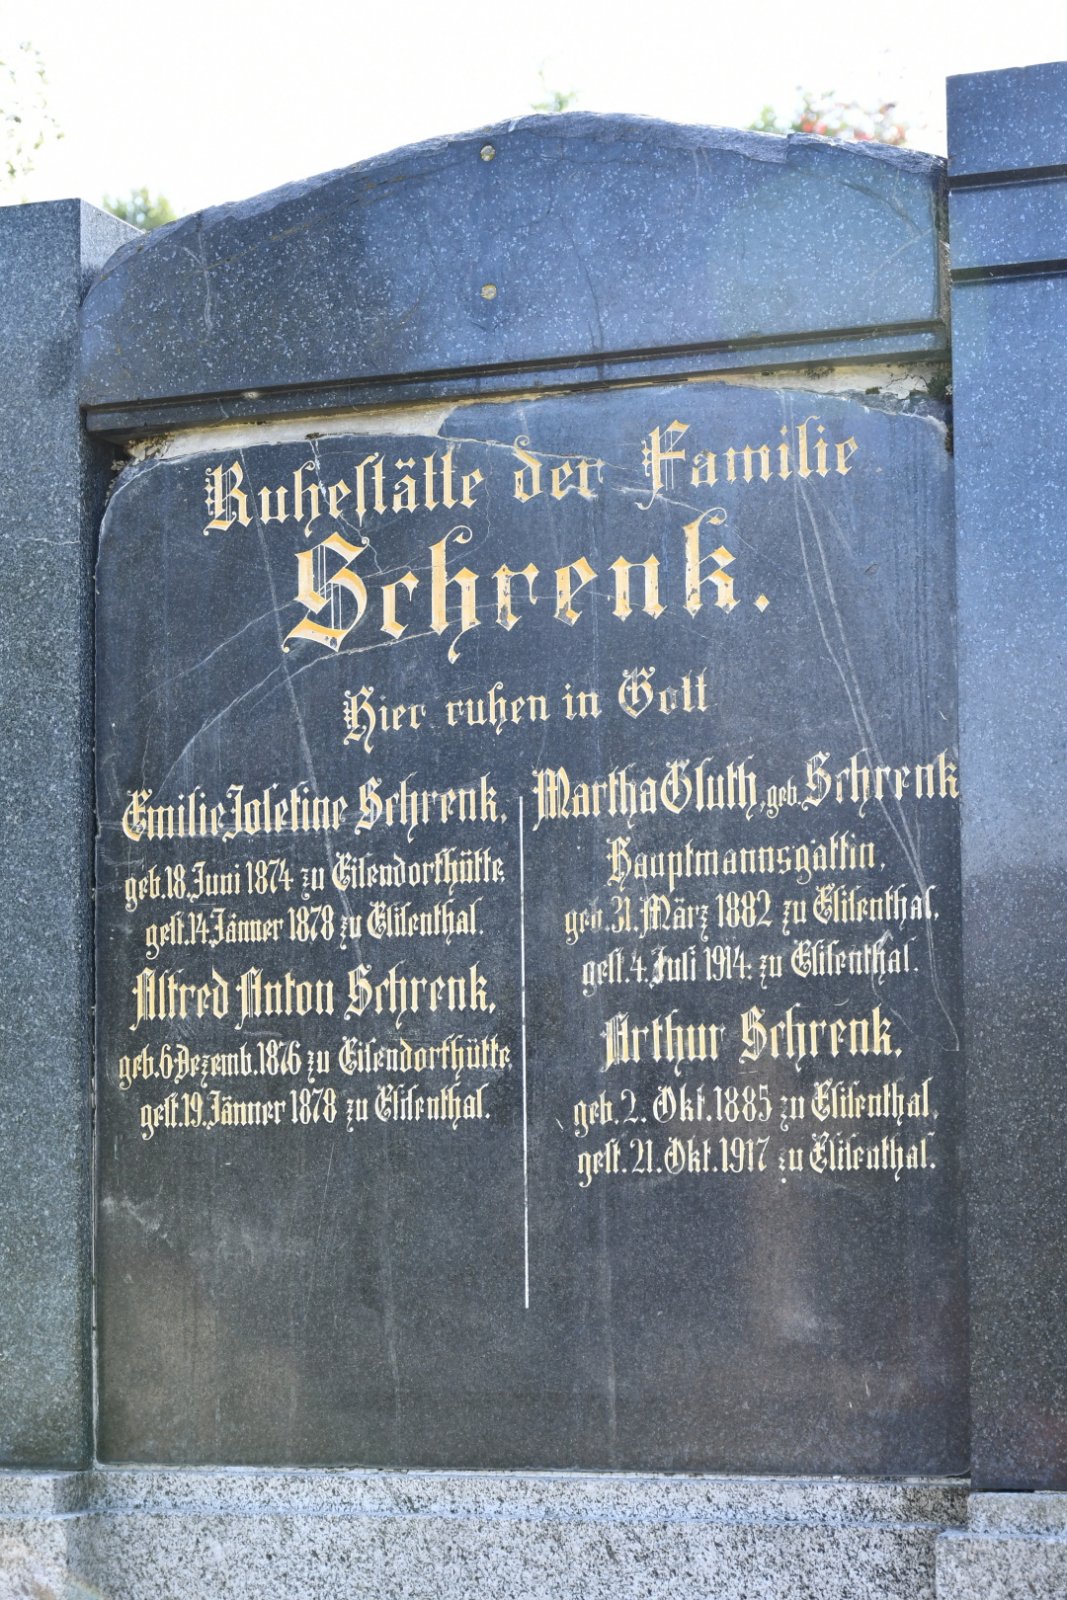 Ruheſtätte der Familie
Schrenk.
Hier ruhen in Gott
Emilie Joſefine Schrenk,
geb. 18. Juni 1874 zu Eiſendorfhütte,
geſt. 14. Jänner 1878 zu Eliſenthal.
Alfred Anton Schrenk,
geb. 6. Dezemb. 1876 zu Eiſendorfhütte,
geſt. 19. Jänner 1878 zu Eliſenthal.
Martha Gluth, geb. Schrenk
Hauptmannsgattin,
geb. 31. März 1882 zu Eliſenthal,
geſt. 4. Juli 1914. zu Eliſenthal.
Arthur Schrenk,
geb. 2. Okt. 1885 zu Eliſenthal,
geſt. 21. Okt. 1917 zu Eliſenthal.